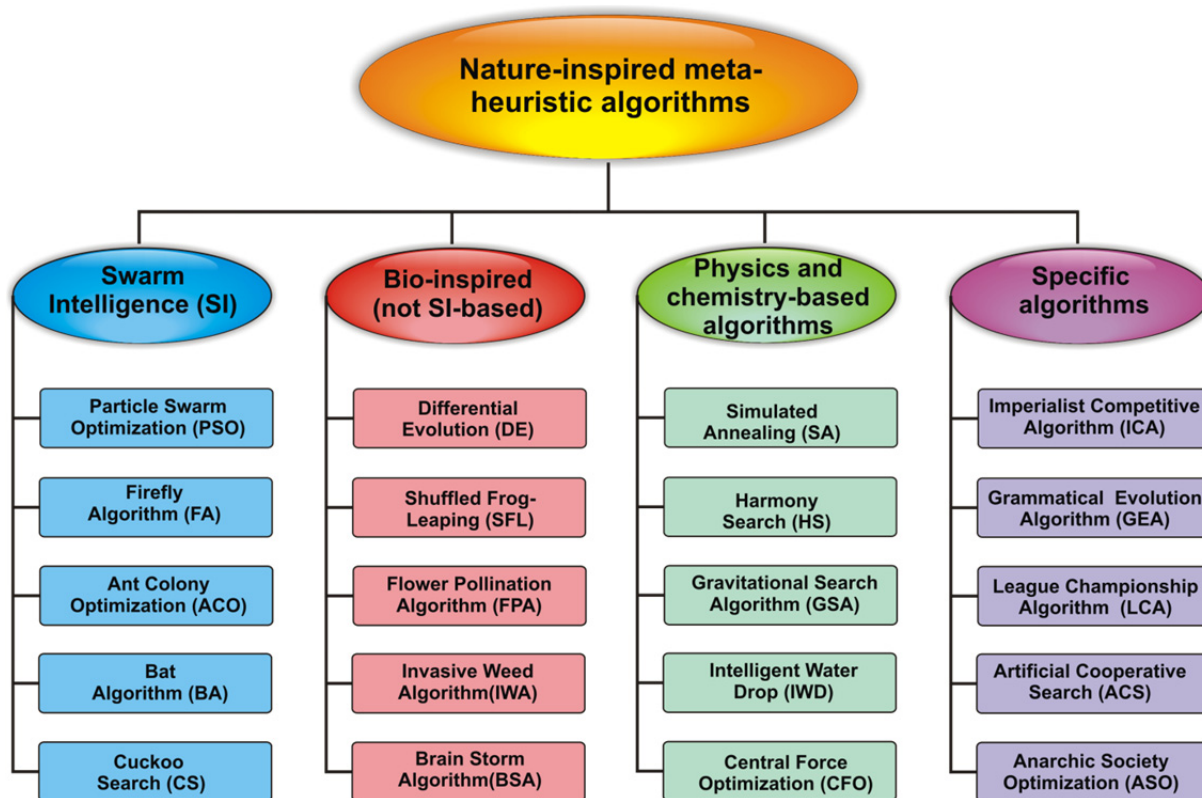 Nature-inspired meta-
heuristic algorithms
Swarm
Intelligence (SI)
Bio-inspired
(not SI-based)
Physics and
chemistry-based
algorithms
Specific
algorithms
Particle Swarm
Optimization (PSO)
Firefly
Algorithm (FA)
Ant Colony
Optimization (ACO)
Bat
Algorithm (BA)
Cuckoo
Search (CS)
Differential
Evolution (DE)
Shuffled Frog-
Leaping (SFL)
Flower Pollination
Algorithm (FPA)
Invasive Weed
Algorithm(IWA)
Brain Storm
Algorithm(BSA)
Simulated
Annealing (SA)
Harmony
Search (HS)
Gravitational Search
Algorithm (GSA)
Intelligent Water
Drop (IWD)
Central Force
Optimization (CFO)
Imperialist Competitive
Algorithm (ICA)
Grammatical Evolution
Algorithm (GEA)
League Championship
Algorithm (LCA)
Artificial Cooperative
Search (ACS)
Anarchic Society
Optimization (ASO)